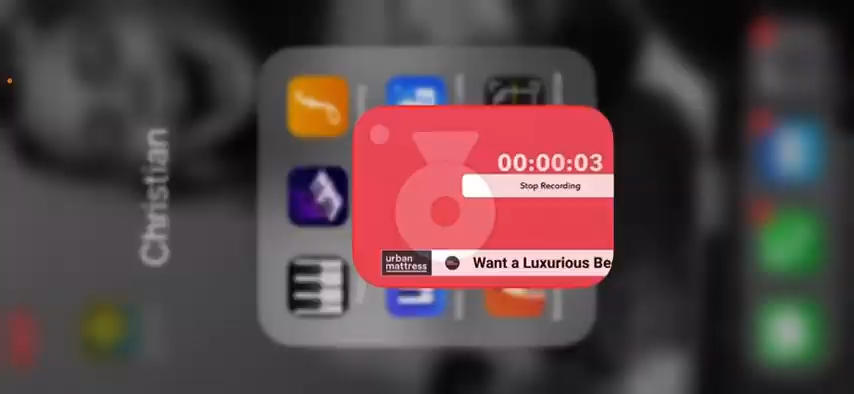 Christian
00:00:03
Stop Recording
urban
mattress
Want a Luxurious Be